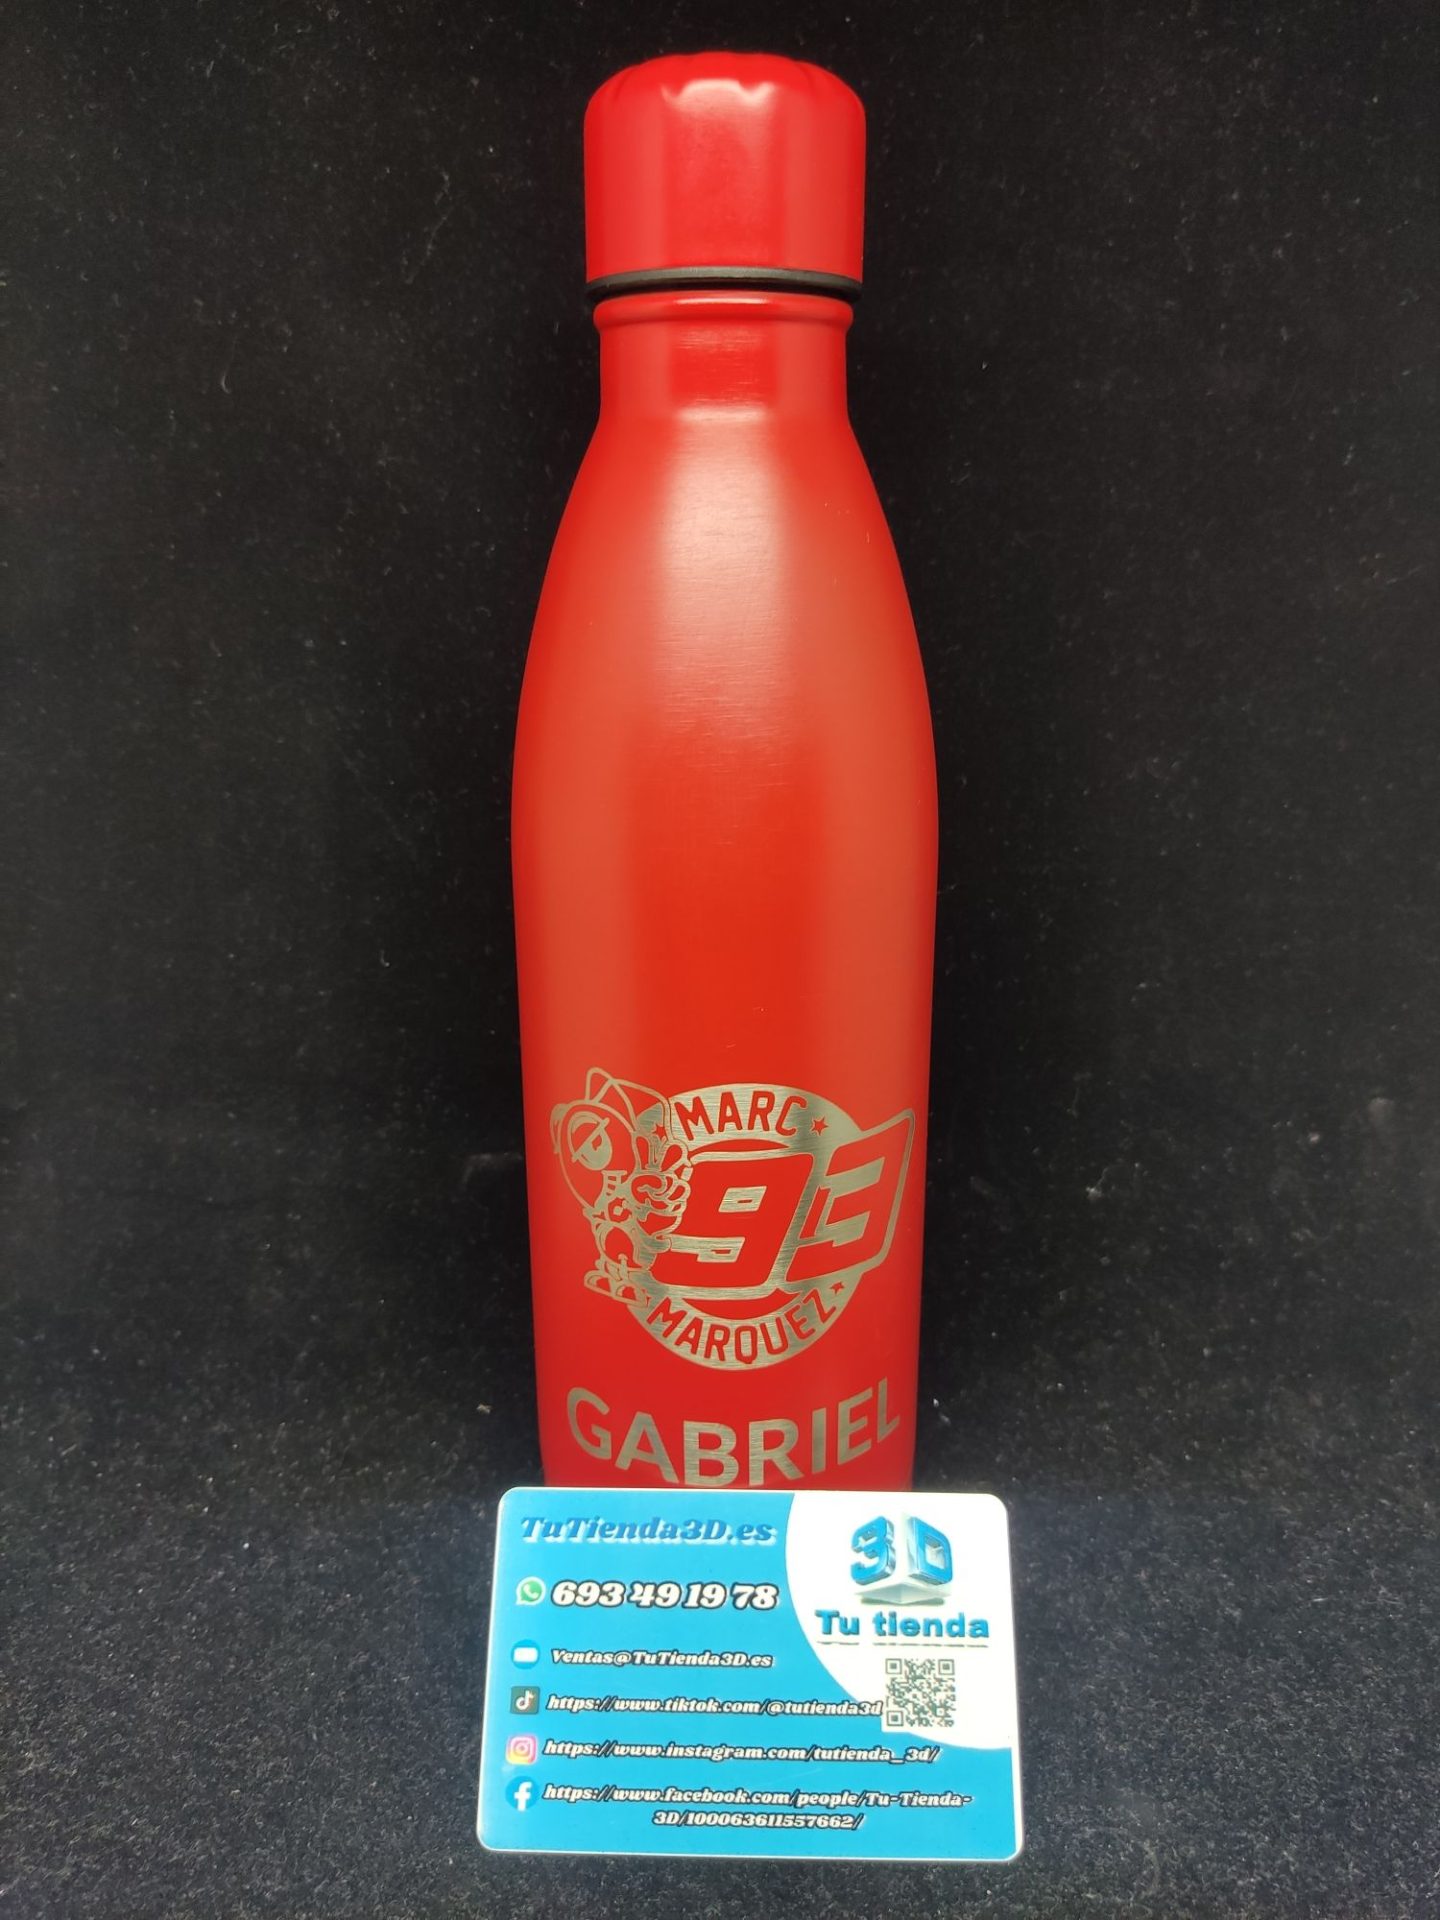 MARC
93
MARQUEZ
GABRIEL
TuTienda3D.es
693 49 19 78
Ventas@TuTienda3D.es
https://www.tiktok.com/@tutienda3d
https://www.instagram.com/tutienda_3d/
https://www.facebook.com/people/Tu-Tienda-
3D/100063611557662/
3D
Tu tienda